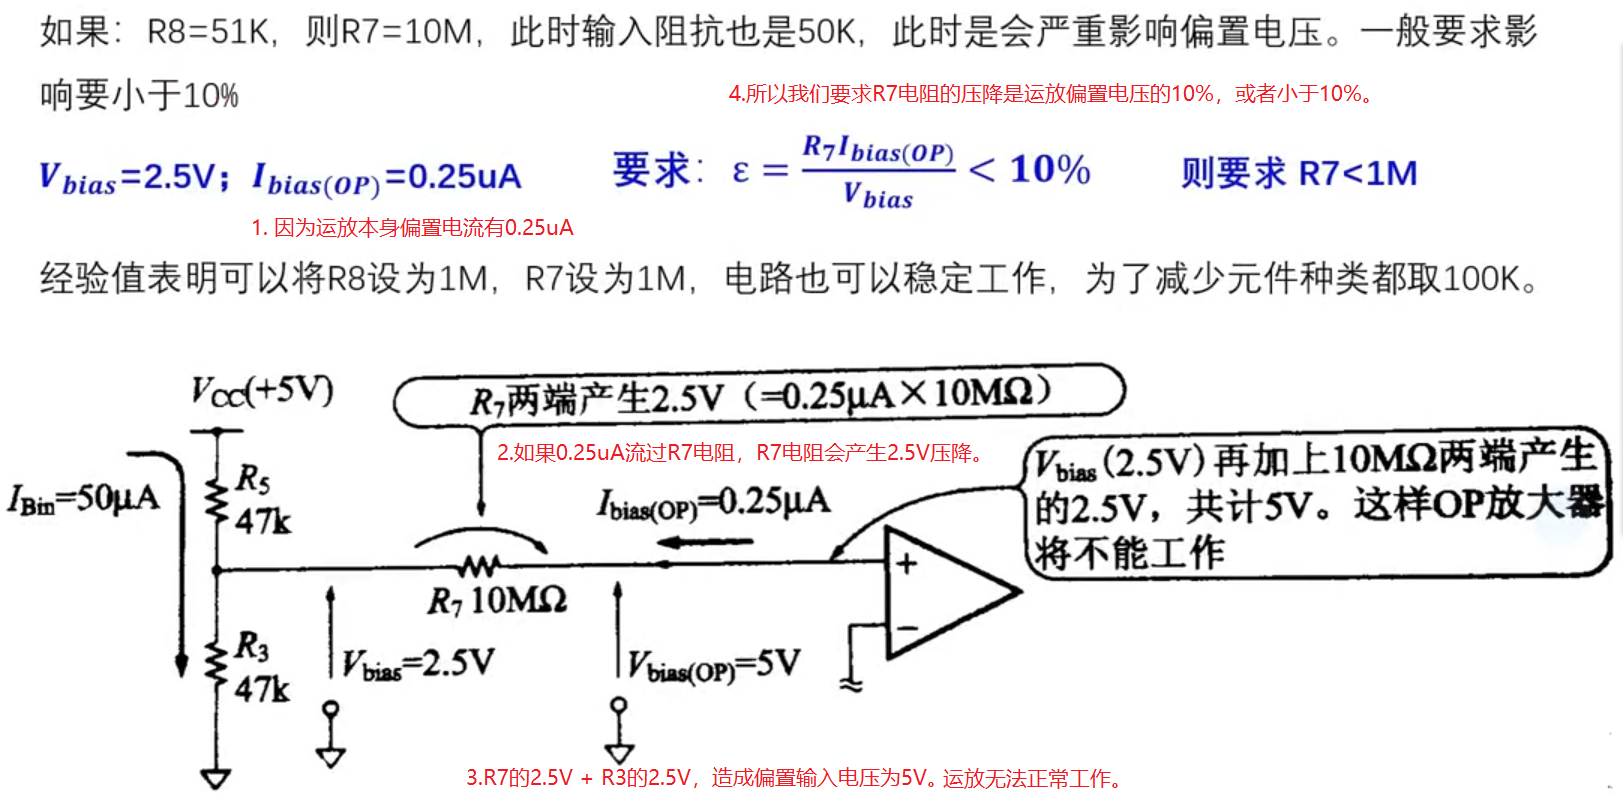 如果：R8=51K，则R7=10M，此时输入阻抗也是50K，此时是会严重影响偏置电压。一般要求影
响要小于10%
4.所以我们要求R7电阻的压降是运放偏置电压的10%，或者小于10%。
Vbias=2.5V；Ibias(OP)=0.25uA 要求：ε = R7Ibias(OP) / Vbias < 10% 则要求 R7<1M
1. 因为运放本身偏置电流有0.25uA
经验值表明可以将R8设为1M，R7设为1M，电路也可以稳定工作，为了减少元件种类都取100K。
VCC(+5V)
R7两端产生2.5V（=0.25μA×10MΩ）
2.如果0.25uA流过R7电阻，R7电阻会产生2.5V压降。
Vbias(2.5V)再加上10MΩ两端产生
的2.5V，共计5V。这样OP放大器
将不能工作
IBin=50μA
R5
47k
Ibias(OP)=0.25μA
+
−
R7 10MΩ
R3
47k
Vbias=2.5V
Vbias(OP)=5V
3.R7的2.5V + R3的2.5V，造成偏置输入电压为5V。运放无法正常工作。